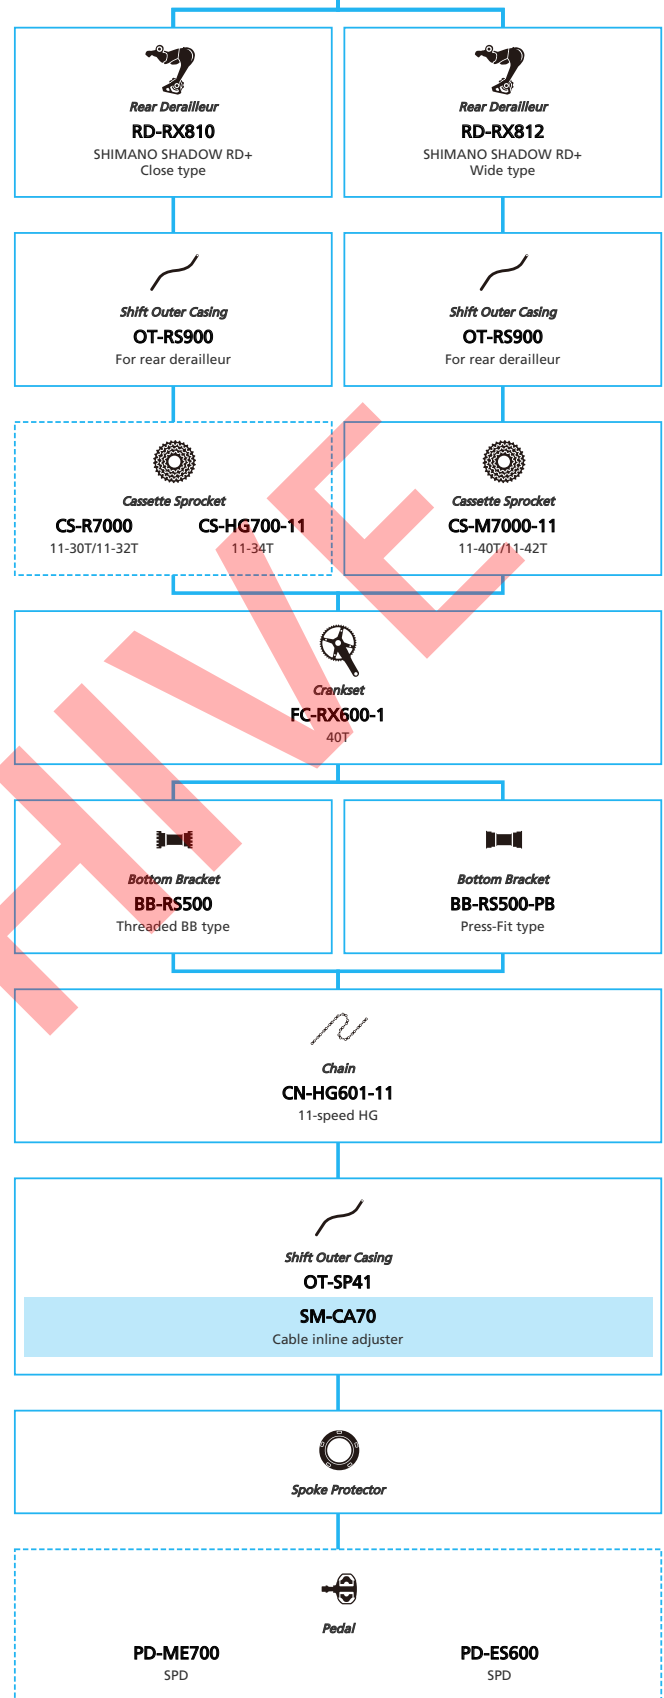 Rear Derailleur
RD-RX810
SHIMANO SHADOW RD+
Close type
Rear Derailleur
RD-RX812
SHIMANO SHADOW RD+
Wide type
Shift Outer Casing
OT-RS900
For rear derailleur
Shift Outer Casing
OT-RS900
For rear derailleur
Cassette Sprocket
CS-R7000 CS-HG700-11
11-30T/11-32T 11-34T
Cassette Sprocket
CS-M7000-11
11-40T/11-42T
Crankset
FC-RX600-1
40T
Bottom Bracket
BB-RS500
Threaded BB type
Bottom Bracket
BB-RS500-PB
Press-Fit type
Chain
CN-HG601-11
11-speed HG
Shift Outer Casing
OT-SP41
SM-CA70
Cable inline adjuster
Spoke Protector
Pedal
PD-ME700 PD-ES600
SPD SPD
HIVE